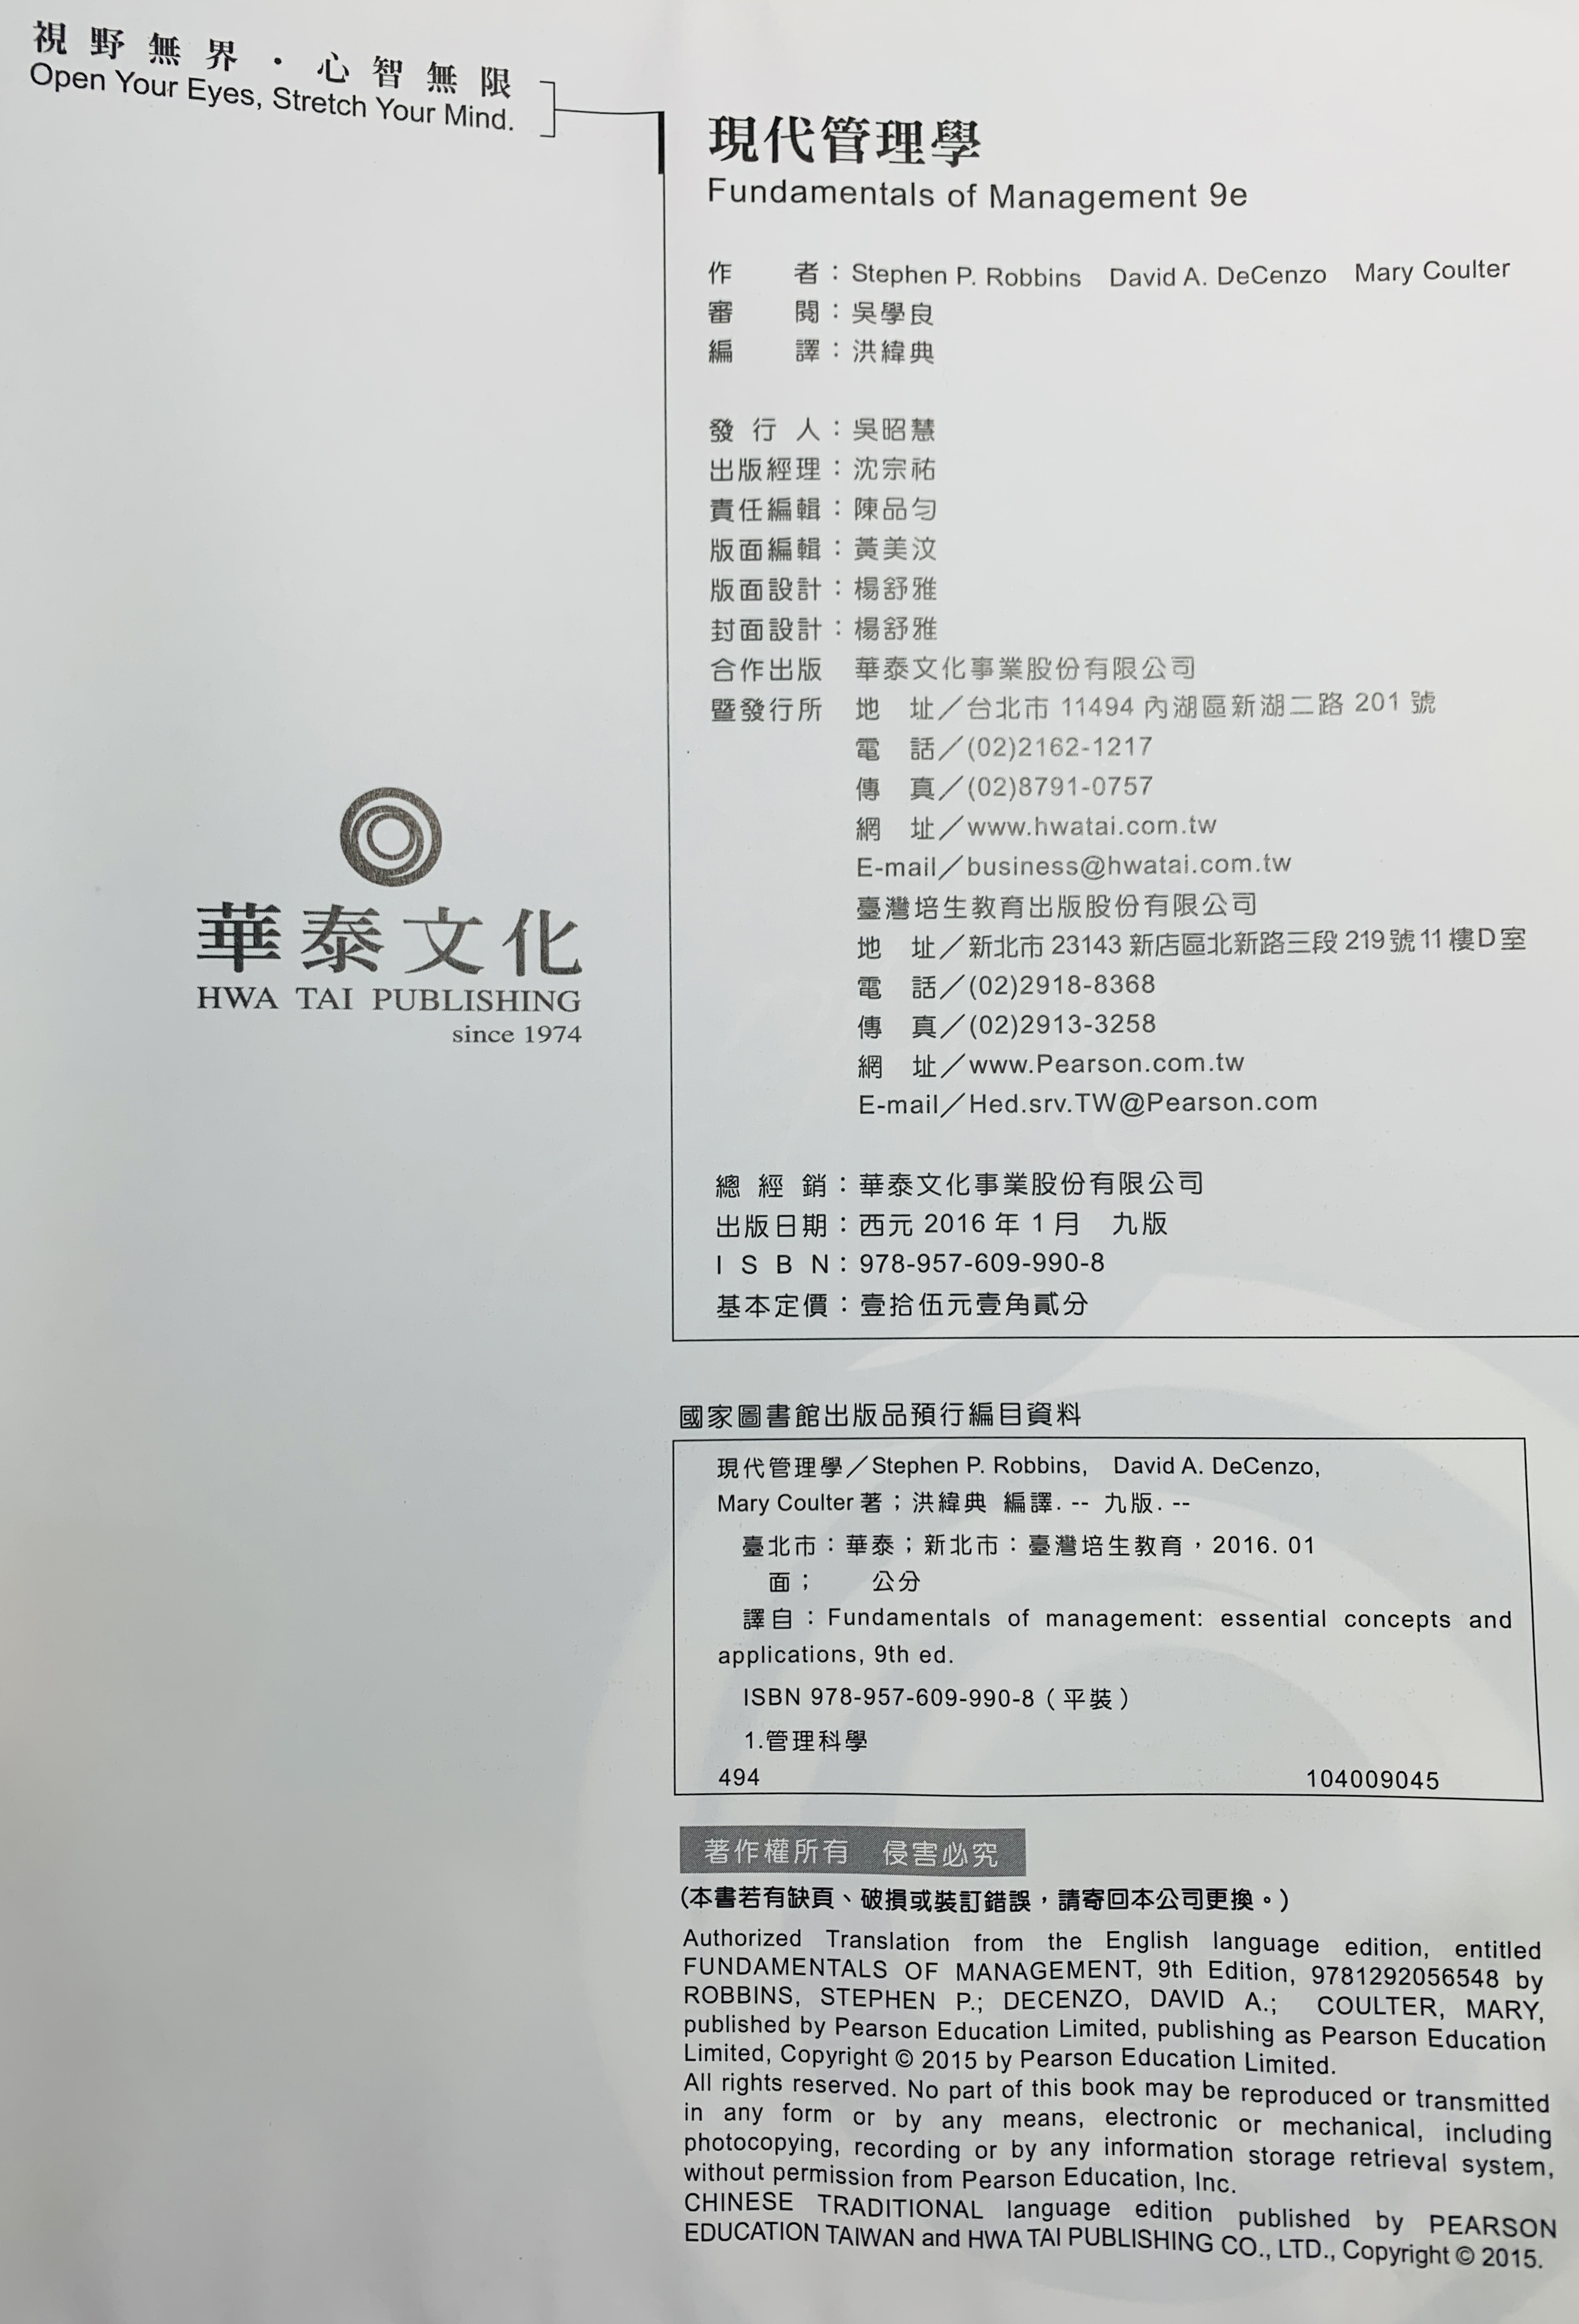 視野無界・心智無限
Open Your Eyes, Stretch Your Mind.
現代管理學
Fundamentals of Management 9e
作 者：Stephen P. Robbins David A. DeCenzo Mary Coulter
審 閱：吳學良
編 譯：洪緯典
發 行 人：吳昭慧
出版經理：沈宗祐
責任編輯：陳品匀
版面編輯：黃美汶
版面設計：楊舒雅
封面設計：楊舒雅
合作出版 華泰文化事業股份有限公司
暨發行所 地 址／台北市 11494 內湖區新湖二路 201 號
電 話／(02)2162-1217
傳 真／(02)8791-0757
網 址／www.hwatai.com.tw
E-mail／business@hwatai.com.tw
臺灣培生教育出版股份有限公司
地 址／新北市 23143 新店區北新路三段 219號11樓D室
電 話／(02)2918-8368
傳 真／(02)2913-3258
網 址／www.Pearson.com.tw
E-mail／Hed.srv.TW@Pearson.com
總 經 銷：華泰文化事業股份有限公司
出版日期：西元 2016 年 1 月 九版
I S B N：978-957-609-990-8
基本定價：壹拾伍元壹角貳分
華泰文化
HWA TAI PUBLISHING
since 1974
國家圖書館出版品預行編目資料
現代管理學／Stephen P. Robbins, David A. DeCenzo,
Mary Coulter 著；洪緯典 編譯. -- 九版. --
臺北市：華泰；新北市：臺灣培生教育，2016. 01
面； 公分
譯自：Fundamentals of management: essential concepts and
applications, 9th ed.
ISBN 978-957-609-990-8（平裝）
1.管理科學
494 104009045
著作權所有 侵害必究
(本書若有缺頁、破損或裝訂錯誤，請寄回本公司更換。)
Authorized Translation from the English language edition, entitled
FUNDAMENTALS OF MANAGEMENT, 9th Edition, 9781292056548 by
ROBBINS, STEPHEN P.; DECENZO, DAVID A.; COULTER, MARY,
published by Pearson Education Limited, publishing as Pearson Education
Limited, Copyright © 2015 by Pearson Education Limited.
All rights reserved. No part of this book may be reproduced or transmitted
in any form or by any means, electronic or mechanical, including
photocopying, recording or by any information storage retrieval system,
without permission from Pearson Education, Inc.
CHINESE TRADITIONAL language edition published by PEARSON
EDUCATION TAIWAN and HWA TAI PUBLISHING CO., LTD., Copyright © 2015.